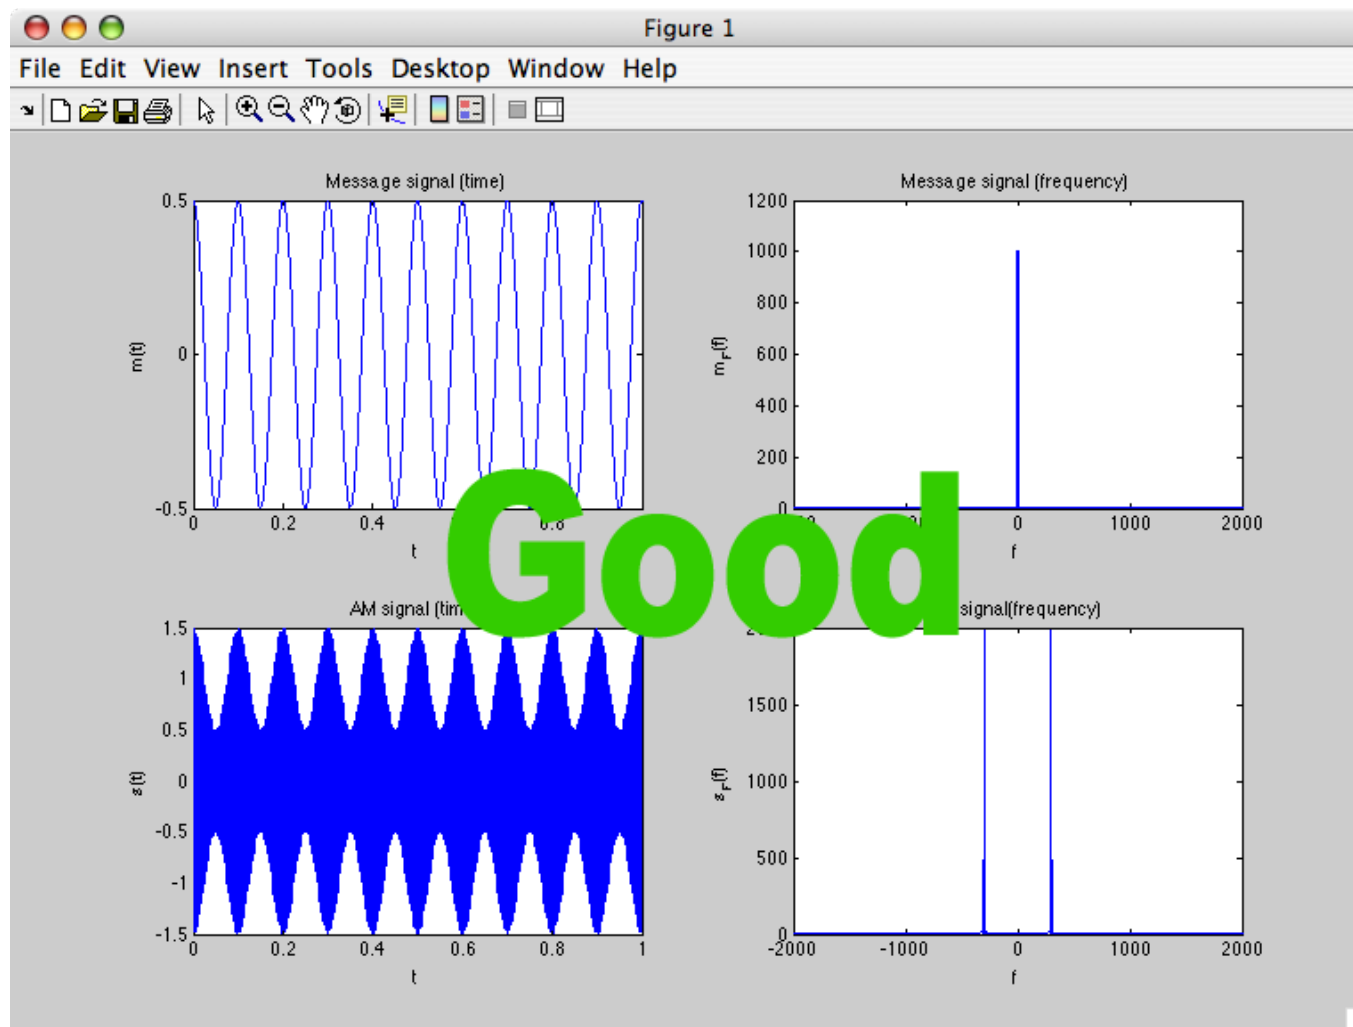 Figure 1
File Edit View Insert Tools Desktop Window Help
Message signal (time)
0.5
0
-0.5
m(t)
0 0.2 0.4 0.8
t
Message signal (frequency)
1200
1000
800
600
400
200
0
m_F(f)
0 1000 2000
f
Good
AM signal (time
1.5
1
0.5
0
-0.5
-1
-1.5
s(t)
0 0.2 0.4 0.6 0.8 1
t
signal(frequency)
1500
1000
500
0
s_F(f)
-2000 -1000 0 1000 2000
f